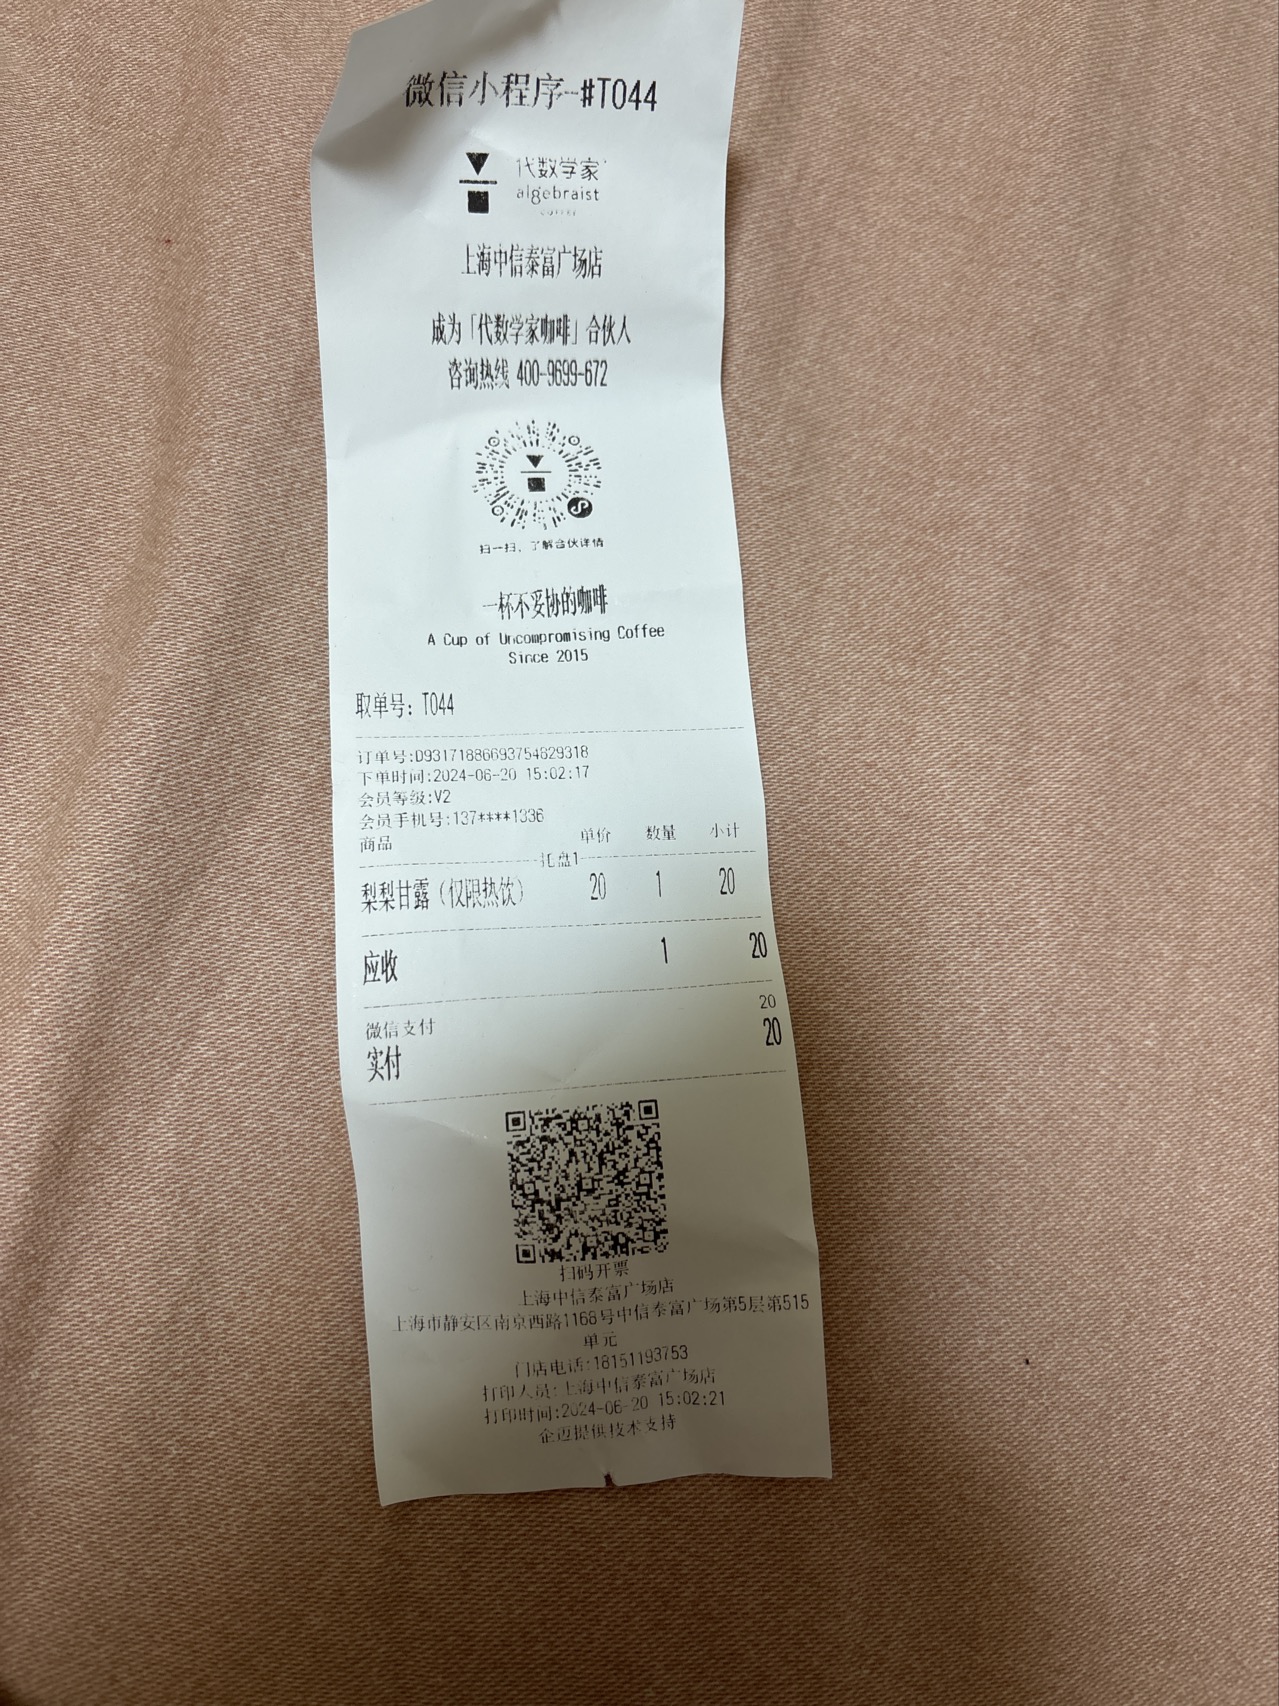 微信小程序-#T044
代数学家
algebraist
COFFEE
上海中信泰富广场店
成为「代数学家咖啡」合伙人
咨询热线 400-9699-672
扫一扫，了解合伙详情
一杯不妥协的咖啡
A Cup of Uncompromising Coffee
Since 2015
取单号: T044
订单号:D931718866937548​29318
下单时间:2024-06-20 15:02:17
会员等级:V2
会员手机号:137****1336
商品 单价 数量 小计
托盘1
梨梨甘露（仅限热饮） 20 1 20
应收 1 20
微信支付 20
实付 20
扫码开票
上海中信泰富广场店
上海市静安区南京西路1168号中信泰富广场第5层第515
单元
门店电话:18151193753
打印人员:上海中信泰富广场店
打印时间:2024-06-20 15:02:21
企迈提供技术支持